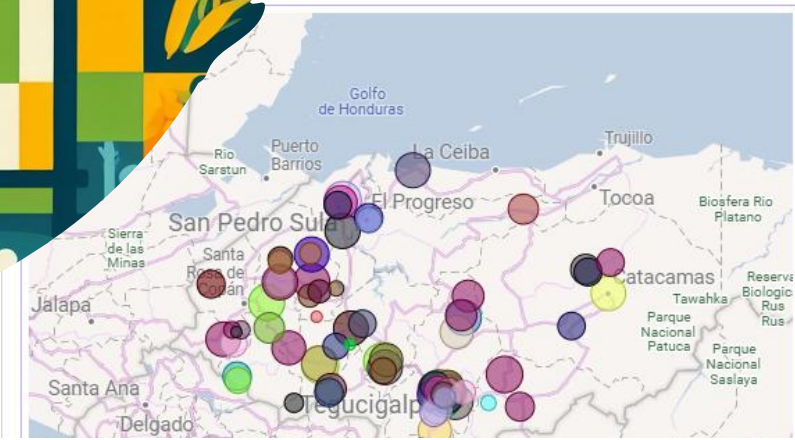 Golfo
de Honduras
Puerto
Barrios
La Ceiba
Trujillo
Rio
Sarstun
El Progreso
Tocoa
Biosfera Rio
Platano
San Pedro Sula
Sierra
de las
Minas
Santa
Rosa de
Copán
Catacamas
Tawahka
Reserva
Biologic
Rus
Rus
Jalapa
Parque
Nacional
Patuca
Parque
Nacional
Saslaya
Santa Ana
Tegucigalp
Delgado